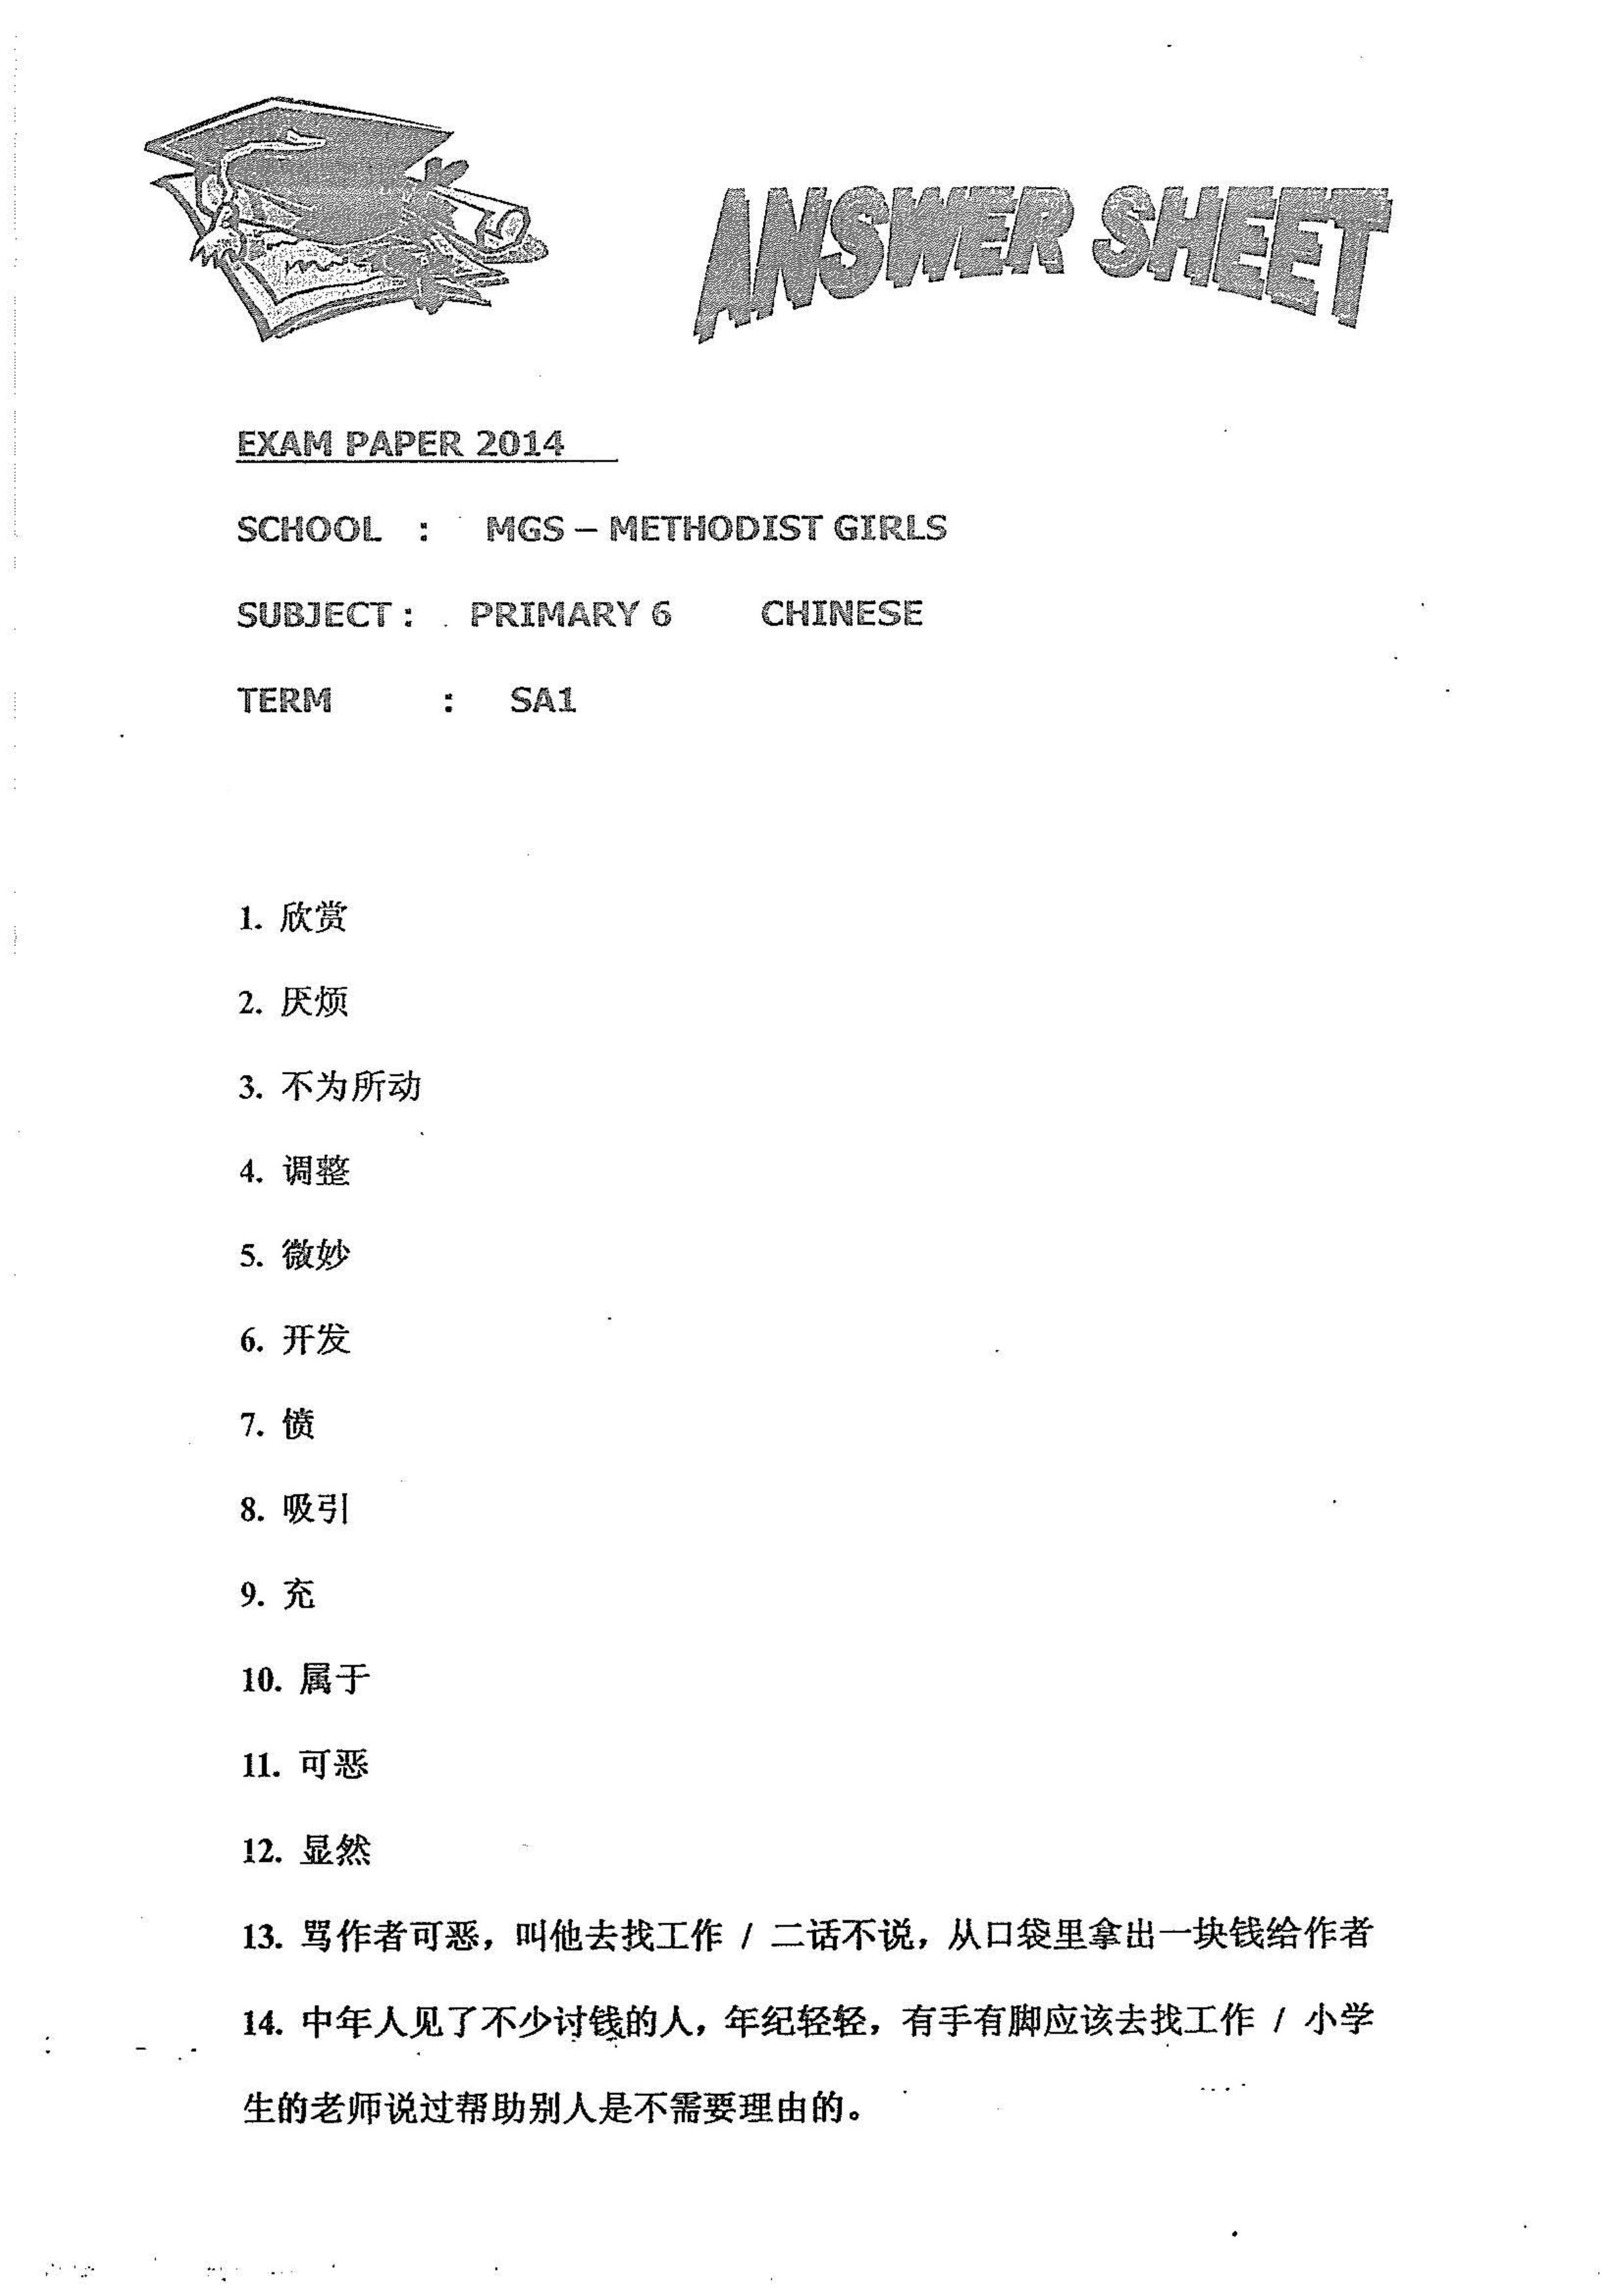 ANSWER SHEET
EXAM PAPER 2014
SCHOOL : MGS – METHODIST GIRLS
SUBJECT : PRIMARY 6 CHINESE
TERM : SA1
1. 欣赏
2. 厌烦
3. 不为所动
4. 调整
5. 微妙
6. 开发
7. 愤
8. 吸引
9. 充
10. 属于
11. 可恶
12. 显然
13. 骂作者可恶，叫他去找工作 / 二话不说，从口袋里拿出一块钱给作者
14. 中年人见了不少讨钱的人，年纪轻轻，有手有脚应该去找工作 / 小学
生的老师说过帮助别人是不需要理由的。